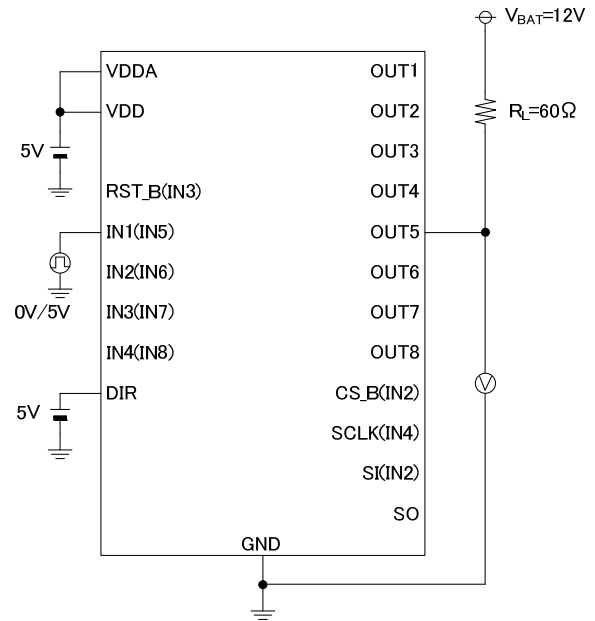 VBAT=12V
VDDA
OUT1
VDD
OUT2
RL=60Ω
OUT3
5V
RST_B(IN3)
OUT4
IN1(IN5)
OUT5
IN2(IN6)
OUT6
0V/5V
IN3(IN7)
OUT7
IN4(IN8)
OUT8
V
DIR
CS_B(IN2)
5V
SCLK(IN4)
SI(IN2)
SO
GND